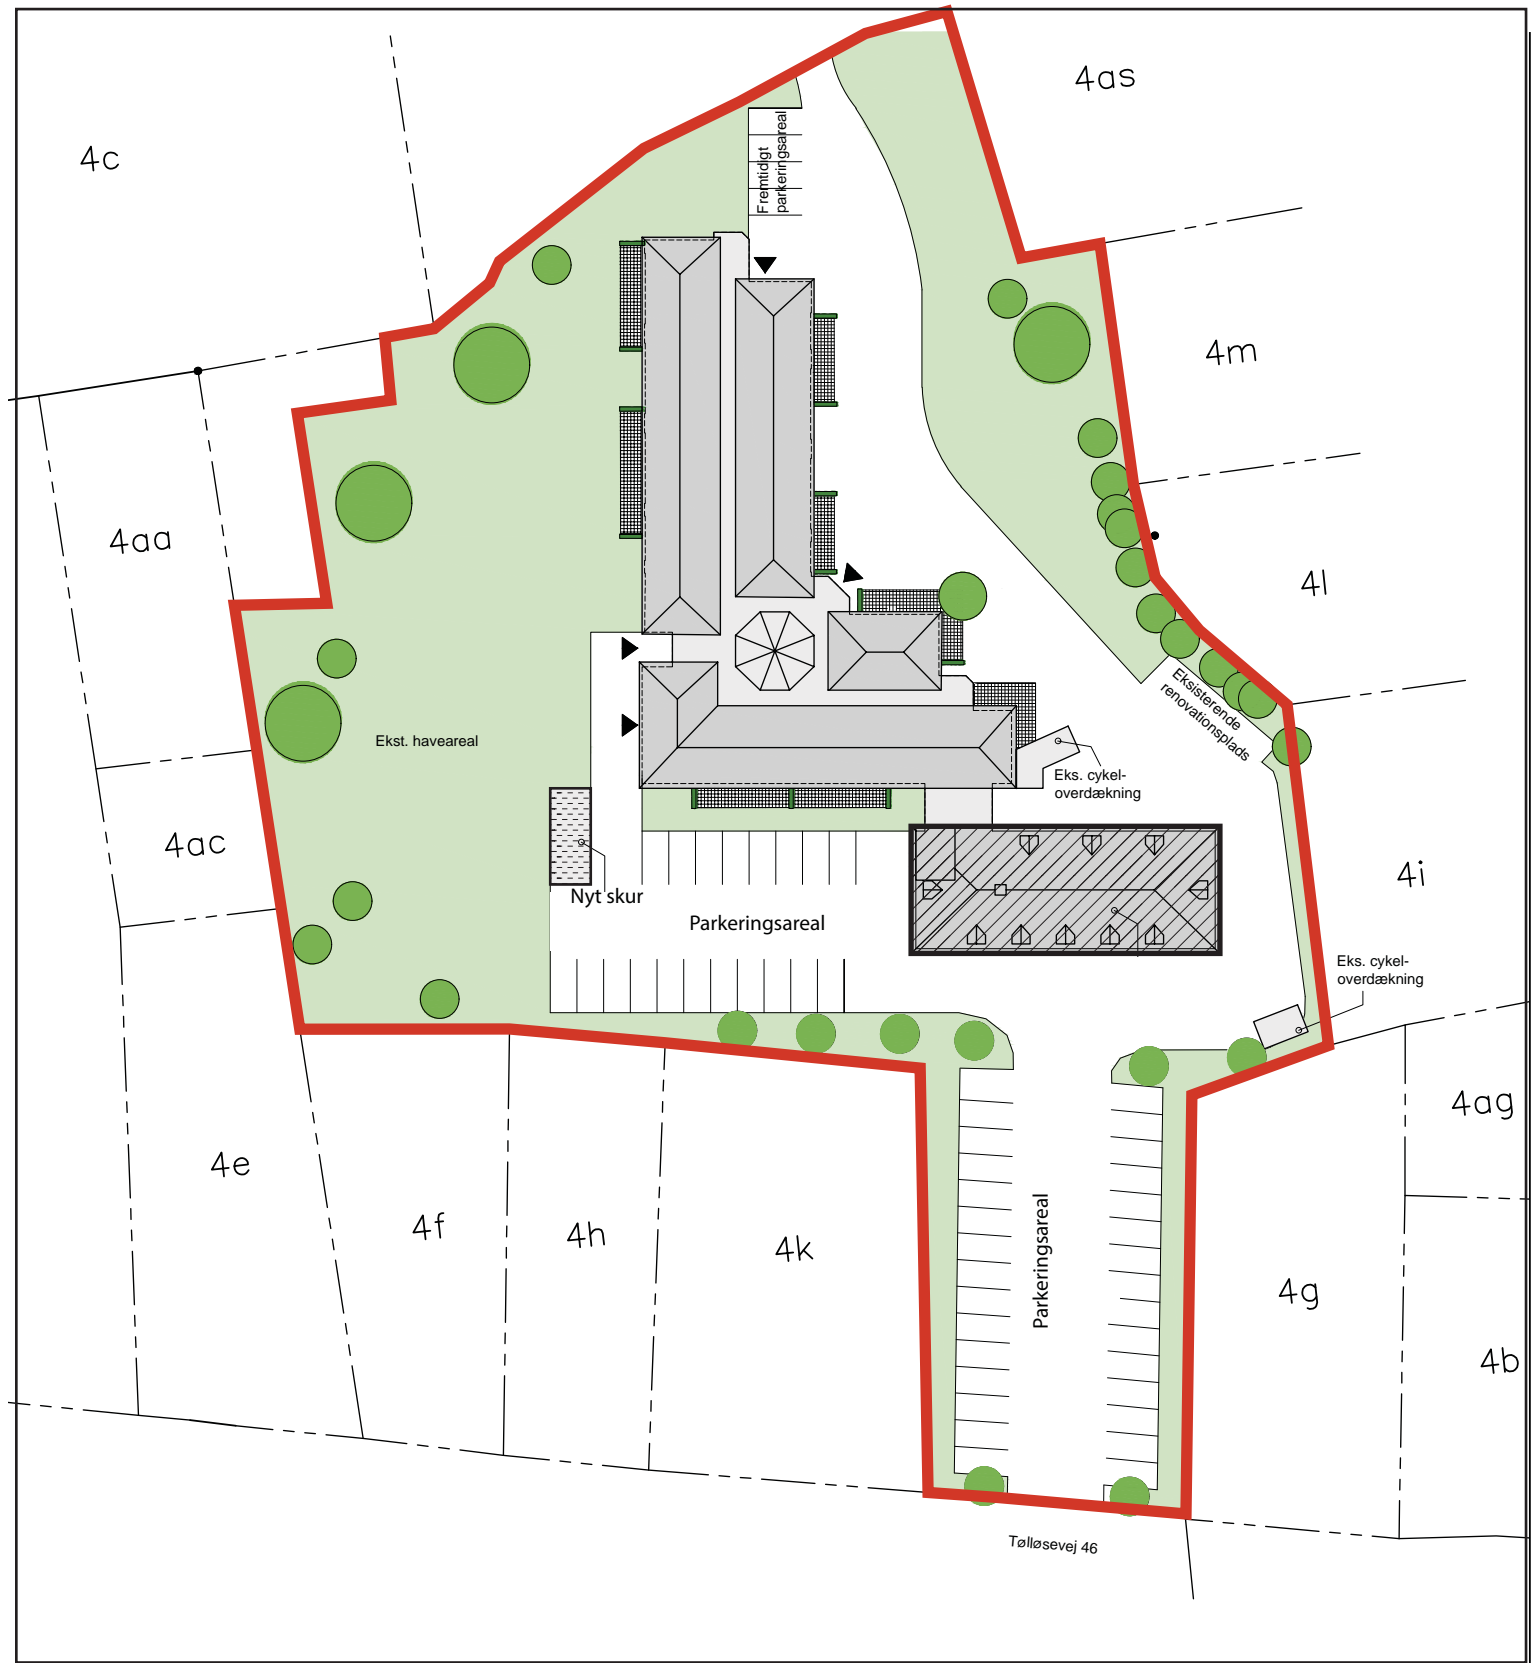 4as
4c
Fremtidigt
parkeringsareal
4m
4aa
4l
Eksisterende
renovationsplads
Ekst. haveareal
Eks. cykel-
overdækning
4ac
4i
Nyt skur
Parkeringsareal
Eks. cykel-
overdækning
4ag
4e
4f
4h
4k
Parkeringsareal
4g
4b
Tølløsevej 46